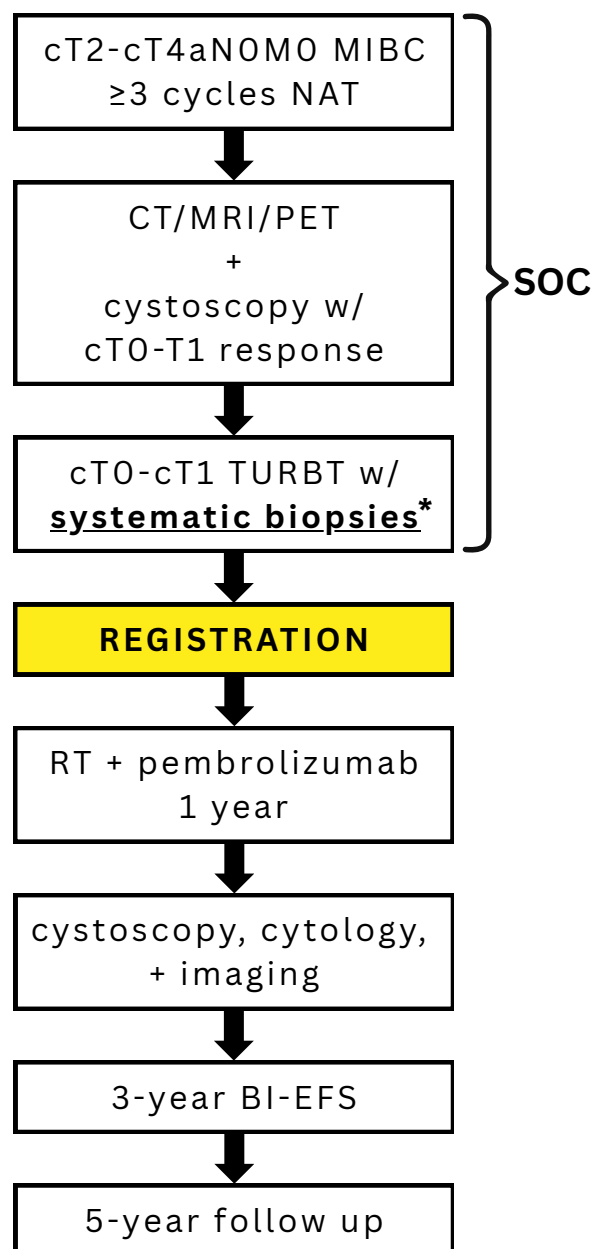 cT2-cT4aN0M0 MIBC
≥3 cycles NAT
CT/MRI/PET
+
cystoscopy w/
cT0-T1 response
SOC
cT0-cT1 TURBT w/
systematic biopsies*
REGISTRATION
RT + pembrolizumab
1 year
cystoscopy, cytology,
+ imaging
3-year BI-EFS
5-year follow up